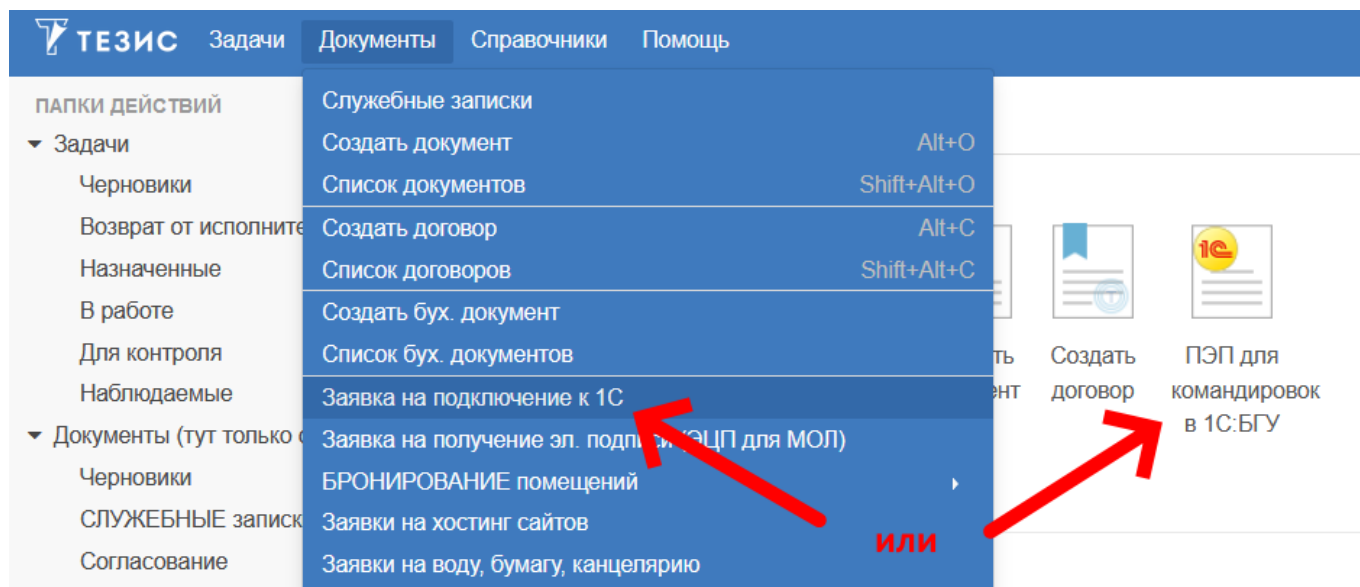 ТЕЗИС Задачи Документы Справочники Помощь
ПАПКИ ДЕЙСТВИЙ
Задачи
Черновики
Возврат от исполните
Назначенные
В работе
Для контроля
Наблюдаемые
Документы (тут только
Черновики
СЛУЖЕБНЫЕ записк
Согласование
Служебные записки
Создать документ Alt+O
Список документов Shift+Alt+O
Создать договор Alt+C
Список договоров Shift+Alt+C
Создать бух. документ
Список бух. документов
Заявка на подключение к 1С
Заявка на получение эл. подписи (ЭЦП для МОЛ)
БРОНИРОВАНИЕ помещений
Заявки на хостинг сайтов
Заявки на воду, бумагу, канцелярию
или
ть
ент
Создать
договор
1С
ПЭП для
командировок
в 1С:БГУ